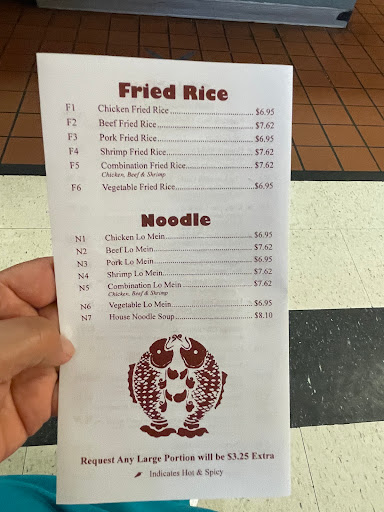 Fried Rice
F1 Chicken Fried Rice $6.95
F2 Beef Fried Rice $7.62
F3 Pork Fried Rice $6.95
F4 Shrimp Fried Rice $7.62
F5 Combination Fried Rice $7.62
Chicken, Beef & Shrimp
F6 Vegetable Fried Rice $6.95
Noodle
N1 Chicken Lo Mein $6.95
N2 Beef Lo Mein $7.62
N3 Pork Lo Mein $6.95
N4 Shrimp Lo Mein $7.62
N5 Combination Lo Mein $7.62
Chicken, Beef & Shrimp
N6 Vegetable Lo Mein $6.95
N7 House Noodle Soup $8.10
Request Any Large Portion will be $3.25 Extra
Indicates Hot & Spicy